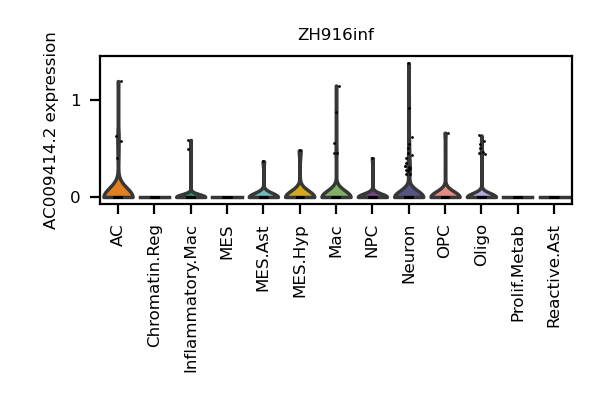 ZH916inf
AC009414.2 expression
1
0
AC
Chromatin.Reg
Inflammatory.Mac
MES
MES.Ast
MES.Hyp
Mac
NPC
Neuron
OPC
Oligo
Prolif.Metab
Reactive.Ast